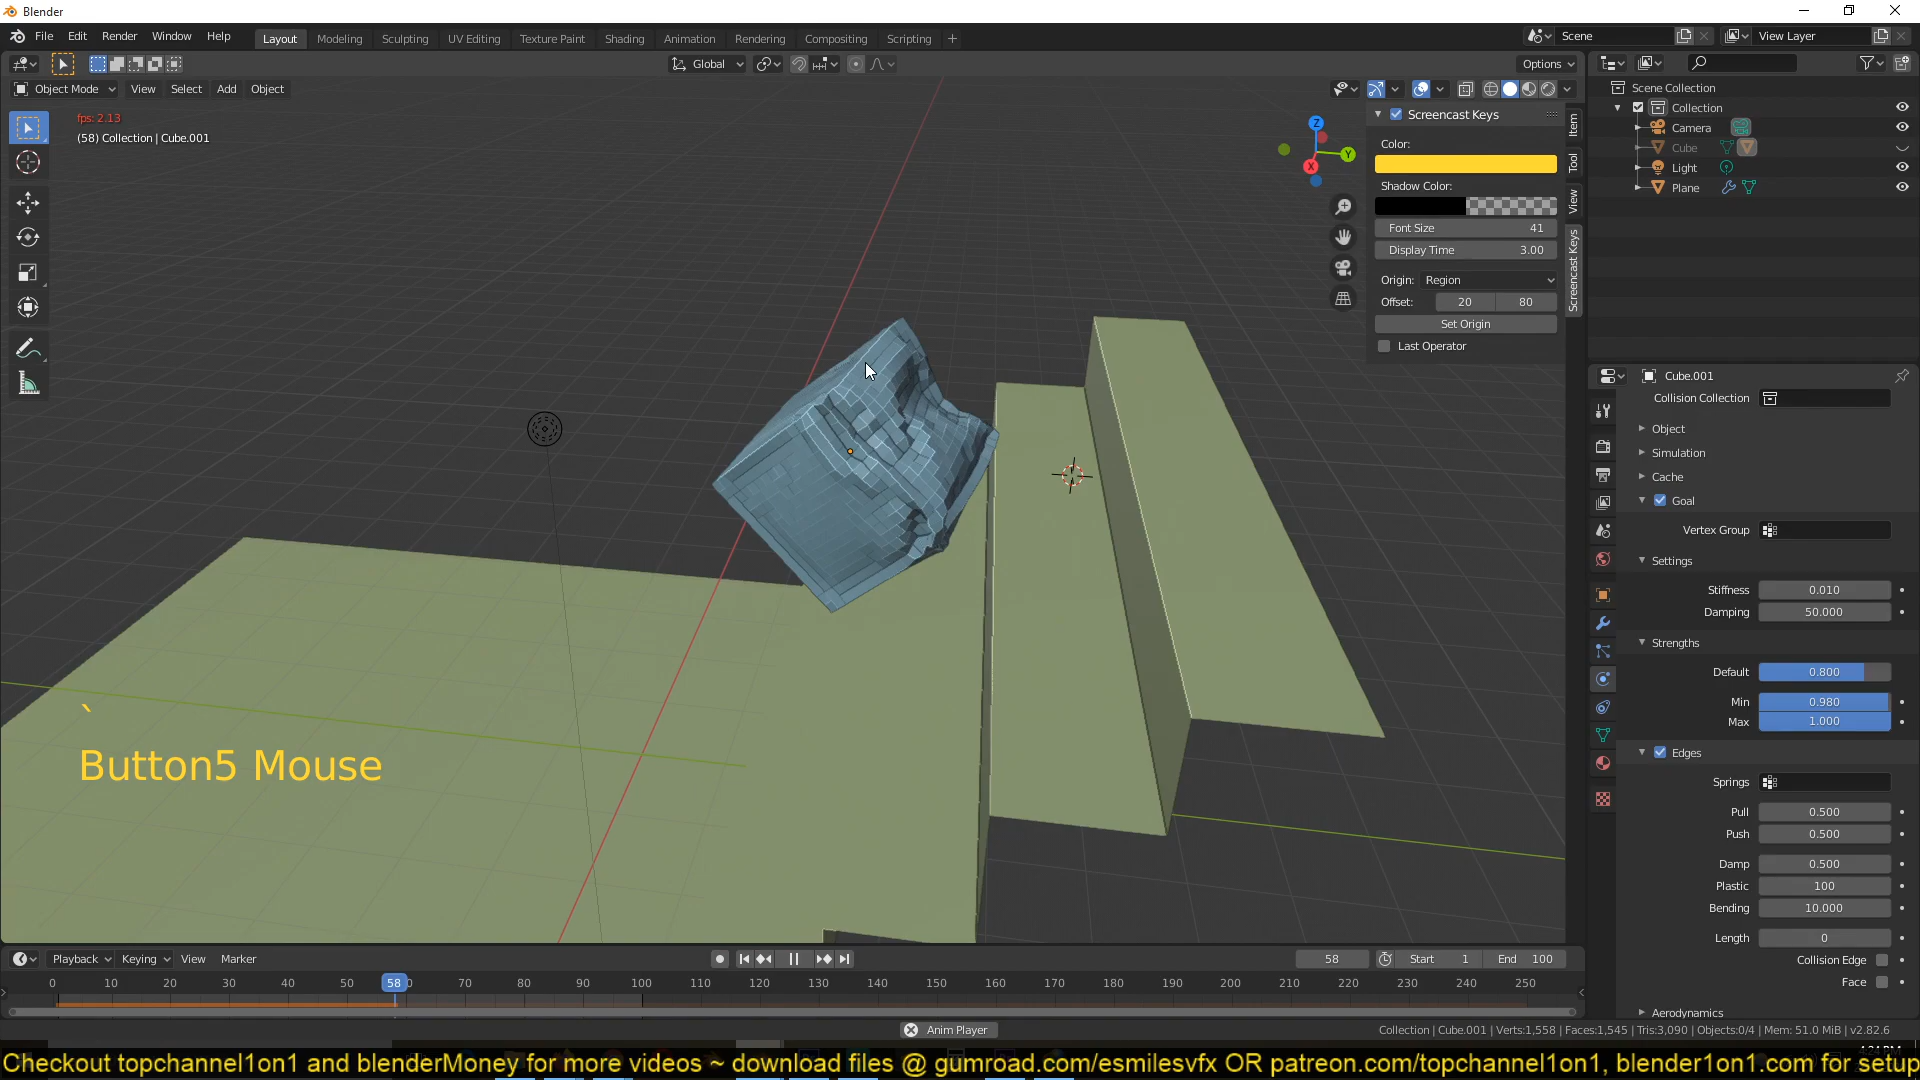 Blender
File Edit Render Window Help Layout Modeling Sculpting UV Editing Texture Paint Shading Animation Rendering Compositing Scripting + Scene View Layer
Global Options
Object Mode View Select Add Object
fps: 2.13
(58) Collection | Cube.001
Z
Y
X
Screencast Keys
Color:
Shadow Color:
Font Size 41
Display Time 3.00
Origin: Region
Offset: 20 80
Set Origin
Last Operator
Item
Tool
View
Screencast Keys
Scene Collection
Collection
Camera
Cube
Light
Plane
Cube.001
Collision Collection
Object
Simulation
Cache
Goal
Vertex Group
Settings
Stiffness 0.010
Damping 50.000
Strengths
Default 0.800
Min 0.980
Max 1.000
Edges
Springs
Pull 0.500
Push 0.500
Damp 0.500
Plastic 100
Bending 10.000
Length 0
Collision Edge
Face
Aerodynamics
`
Button5 Mouse
Playback Keying View Marker 58 Start 1 End 100
0 10 20 30 40 50 58 70 80 90 100 110 120 130 140 150 160 170 180 190 200 210 220 230 240 250
Anim Player Collection | Cube.001 | Verts:1,558 | Faces:1,545 | Tris:3,090 | Objects:0/4 | Mem: 51.0 MiB | v2.82.6
Checkout topchannel1on1 and blenderMoney for more videos ~ download files @ gumroad.com/esmilesvfx OR patreon.com/topchannel1on1, blender1on1.com for setup